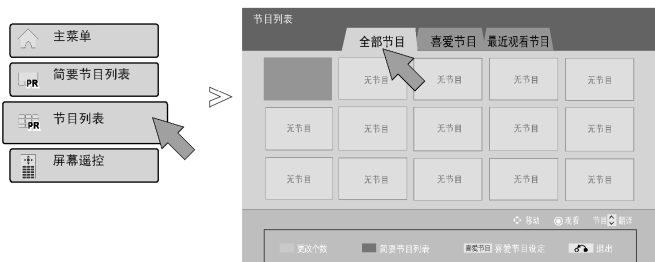 主菜单
PR 简要节目列表
PR 节目列表
屏幕遥控
节目列表
全部节目 喜爱节目 最近观看节目
无节目 无节目 无节目 无节目
无节目 无节目 无节目 无节目 无节目
无节目 无节目 无节目 无节目 无节目
移动 观看 节目 翻译
更改个数 简要节目列表 喜爱节目 喜爱节目设定 退出